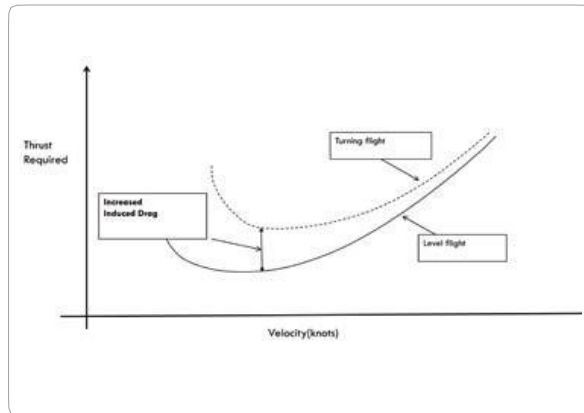 Thrust
Required
Turning flight
Increased
Induced Drag
Level flight
Velocity(knots)